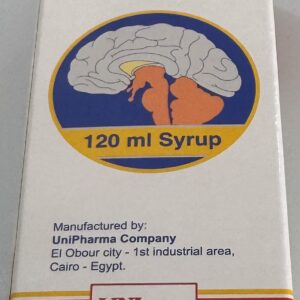 120 ml Syrup
Manufactured by:
UniPharma Company
El Obour city - 1st industrial area,
Cairo - Egypt.